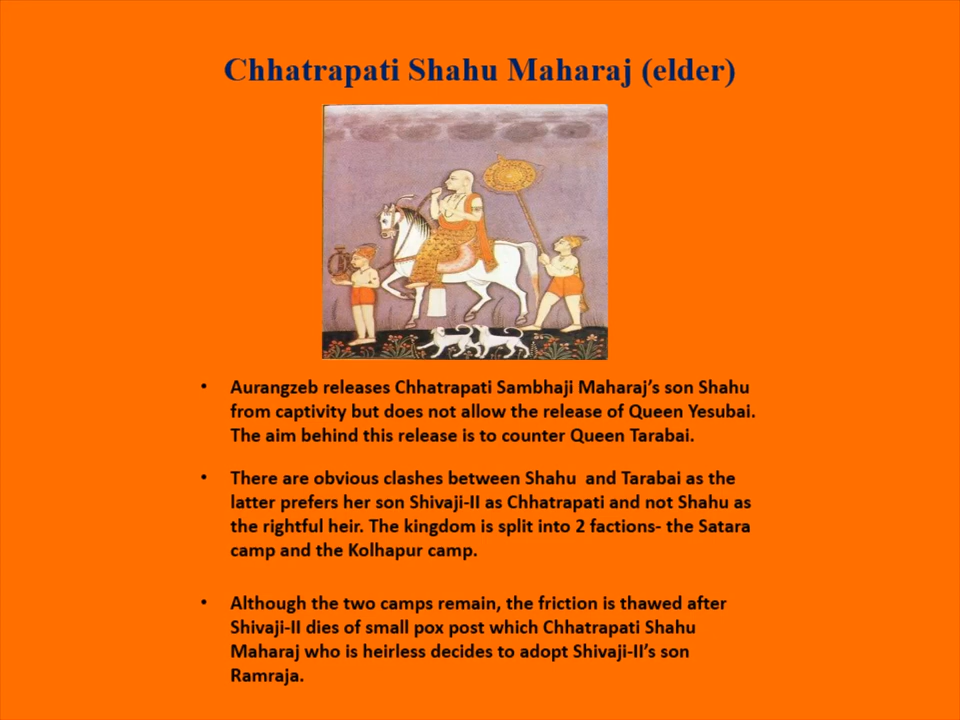 Chhatrapati Shahu Maharaj (elder)
• Aurangzeb releases Chhatrapati Sambhaji Maharaj’s son Shahu
from captivity but does not allow the release of Queen Yesubai.
The aim behind this release is to counter Queen Tarabai.
• There are obvious clashes between Shahu  and Tarabai as the
latter prefers her son Shivaji-II as Chhatrapati and not Shahu as
the rightful heir. The kingdom is split into 2 factions- the Satara
camp and the Kolhapur camp.
• Although the two camps remain, the friction is thawed after
Shivaji-II dies of small pox post which Chhatrapati Shahu
Maharaj who is heirless decides to adopt Shivaji-II’s son
Ramraja.